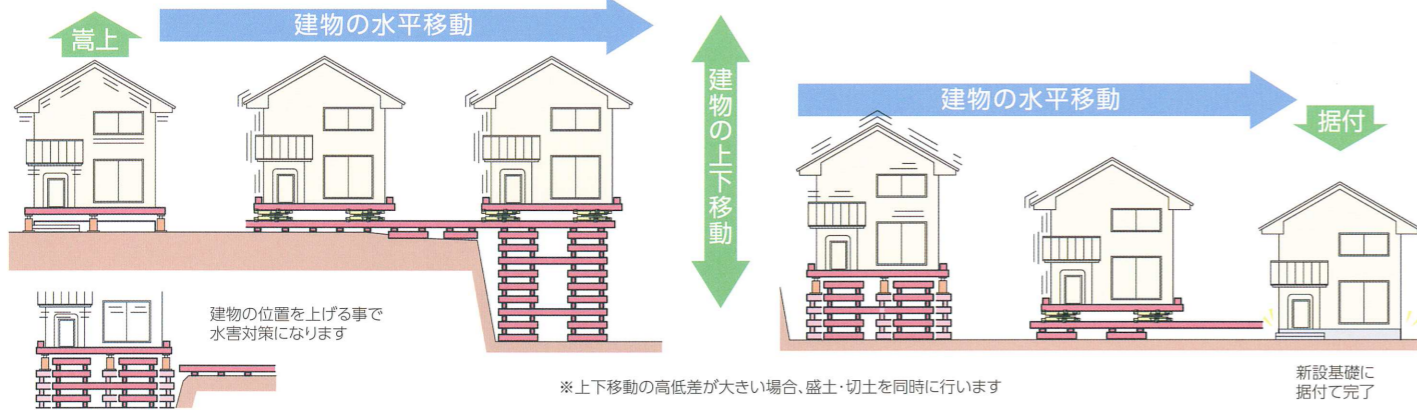 嵩上
建物の水平移動
建物の上下移動
建物の水平移動
据付
建物の位置を上げる事で
水害対策になります
※上下移動の高低差が大きい場合、盛土・切土を同時に行います
新設基礎に
据付て完了